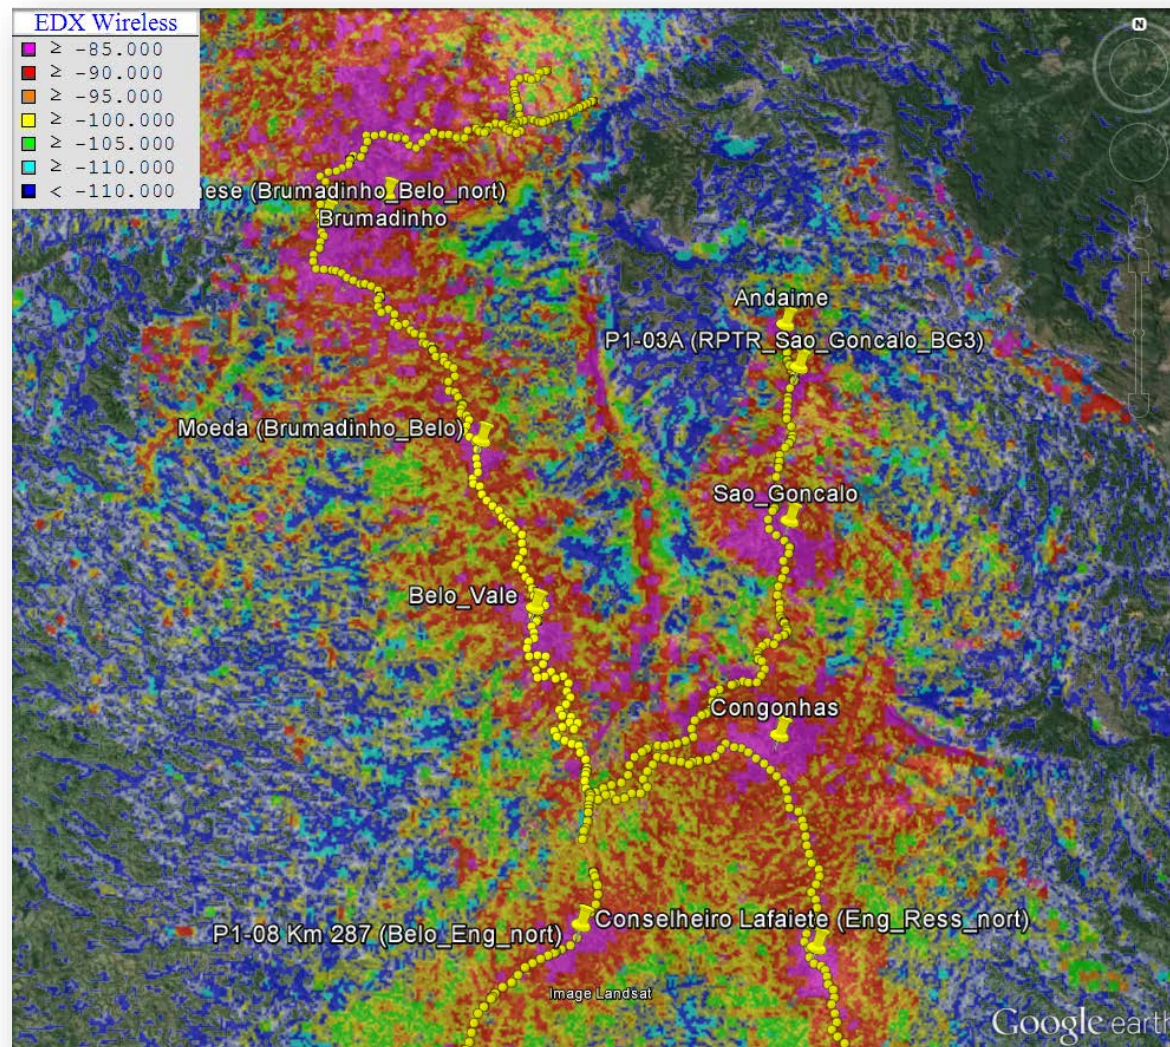 EDX Wireless
≥ -85.000
≥ -90.000
≥ -95.000
≥ -100.000
≥ -105.000
≥ -110.000
< -110.000
N
ese (Brumadinho_Belo_nort)
Brumadinho
Andaime
P1-03A (RPTR_Sao_Goncalo_BG3)
Moeda (Brumadinho_Belo)
Sao_Goncalo
Belo_Vale
Congonhas
Conselheiro Lafaiete (Eng_Ress_nort)
P1-08 Km 287 (Belo_Eng_nort)
Image Landsat
Google earth